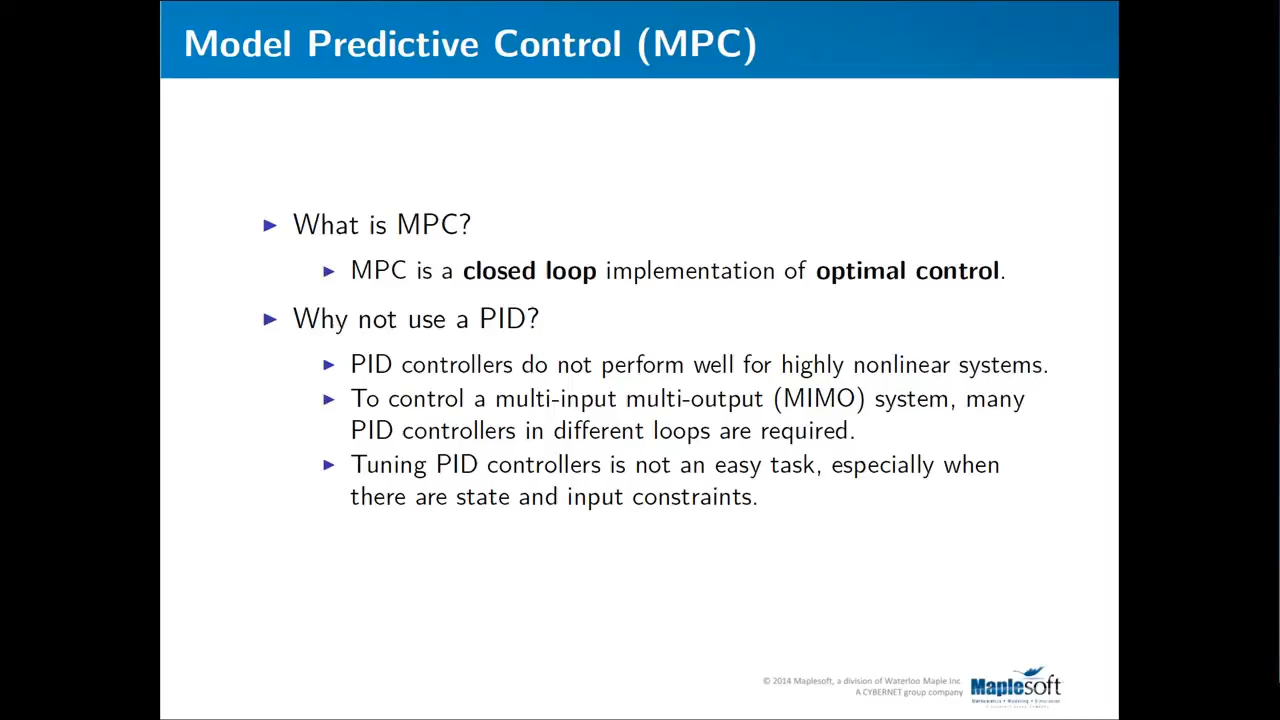 Model Predictive Control (MPC)
What is MPC?
MPC is a closed loop implementation of optimal control.
Why not use a PID?
PID controllers do not perform well for highly nonlinear systems.
To control a multi-input multi-output (MIMO) system, many
PID controllers in different loops are required.
Tuning PID controllers is not an easy task, especially when
there are state and input constraints.
© 2014 Maplesoft, a division of Waterloo Maple Inc.
A CYBERNET group company
Maplesoft
Mathematics • Modeling • Simulation